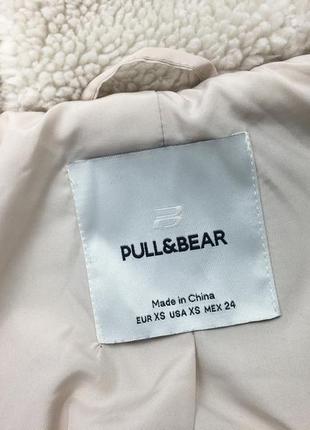 PULL&BEAR
Made in China
EUR XS USA XS MEX 24